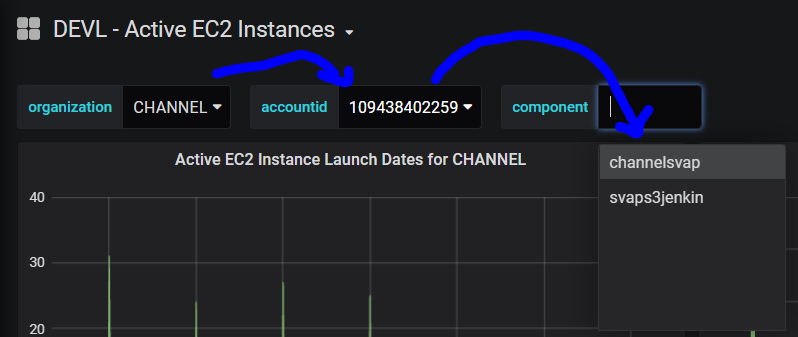 DEVL - Active EC2 Instances
organization CHANNEL accountid 109438402259 component
Active EC2 Instance Launch Dates for CHANNEL
channelsvap
svaps3jenkin
40
30
20